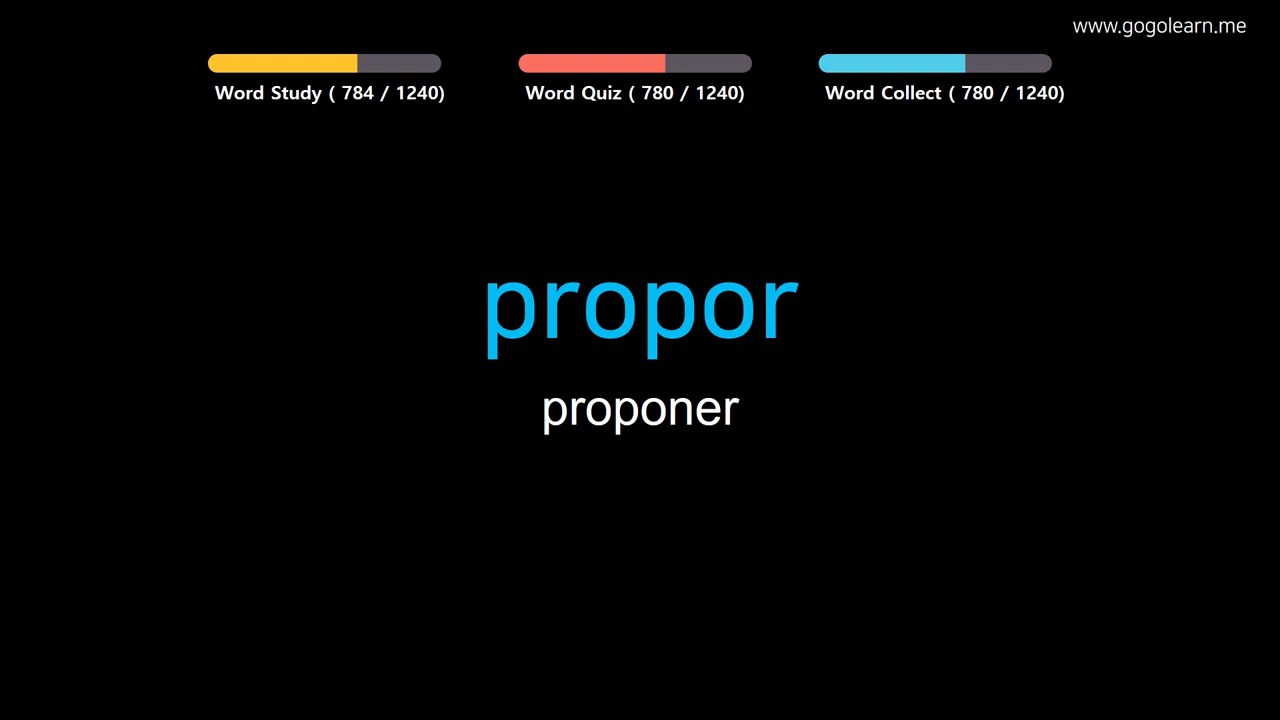 www.gogolearn.me
Word Study ( 784 / 1240)
Word Quiz ( 780 / 1240)
Word Collect ( 780 / 1240)
propor
proponer